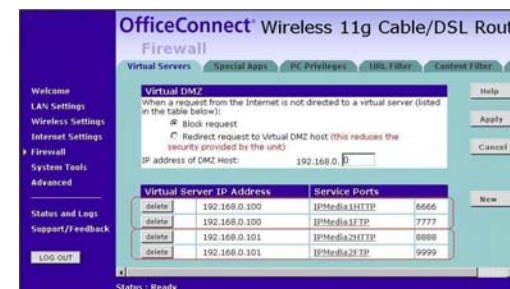 OfficeConnect® Wireless 11g Cable/DSL Rout
Firewall
Virtual Servers
Special Apps
PC Privileges
URL Filter
Content Filter
Welcome
LAN Settings
Wireless Settings
Internet Settings
Firewall
System Tools
Advanced
Status and Logs
Support/Feedback
LOG OUT
Virtual DMZ
When a request from the Internet is not directed to a virtual server (listed
in the table below):
Block request
Redirect request to Virtual DMZ host (this reduces the
security provided by the unit)
IP address of DMZ Host: 192.168.0. 0
Help
Apply
Cancel
New
Virtual Server IP Address Service Ports
delete 192.168.0.100 IPMedia1HTTP 6666
delete 192.168.0.100 IPMedia1FTP 7777
delete 192.168.0.101 IPMedia2HTTP 8888
delete 192.168.0.101 IPMedia2FTP 9999
Status : Ready